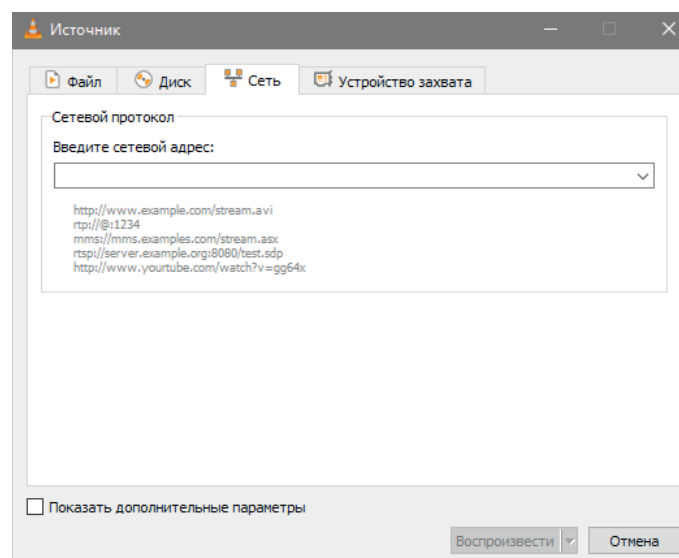 Источник
Файл Диск Сеть Устройство захвата
Сетевой протокол
Введите сетевой адрес:
http://www.example.com/stream.avi
rtp://@:1234
mms://mms.examples.com/stream.asx
rtsp://server.example.org:8080/test.sdp
http://www.yourtube.com/watch?v=gg64x
Показать дополнительные параметры
Воспроизвести Отмена